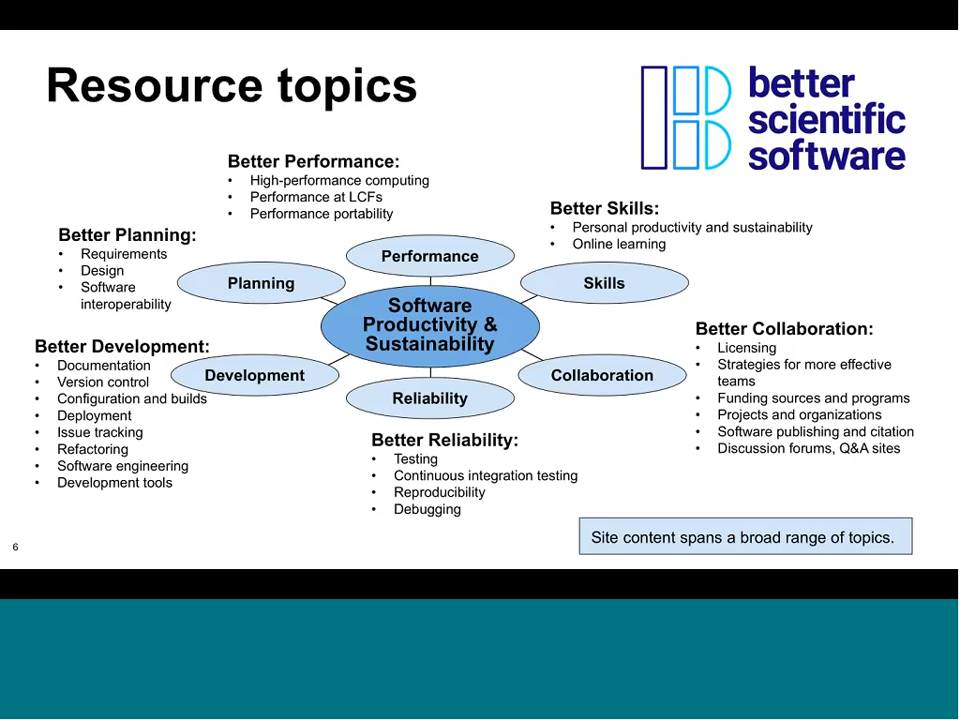 Resource topics
better
scientific
software
Better Performance:
• High-performance computing
• Performance at LCFs
• Performance portability
Better Skills:
• Personal productivity and sustainability
• Online learning
Better Planning:
• Requirements
• Design
• Software
interoperability
Performance
Planning
Skills
Software
Productivity &
Sustainability
Better Collaboration:
• Licensing
• Strategies for more effective
teams
• Funding sources and programs
• Projects and organizations
• Software publishing and citation
• Discussion forums, Q&A sites
Better Development:
• Documentation
• Version control
• Configuration and builds
• Deployment
• Issue tracking
• Refactoring
• Software engineering
• Development tools
Development
Collaboration
Reliability
Better Reliability:
• Testing
• Continuous integration testing
• Reproducibility
• Debugging
Site content spans a broad range of topics.
6